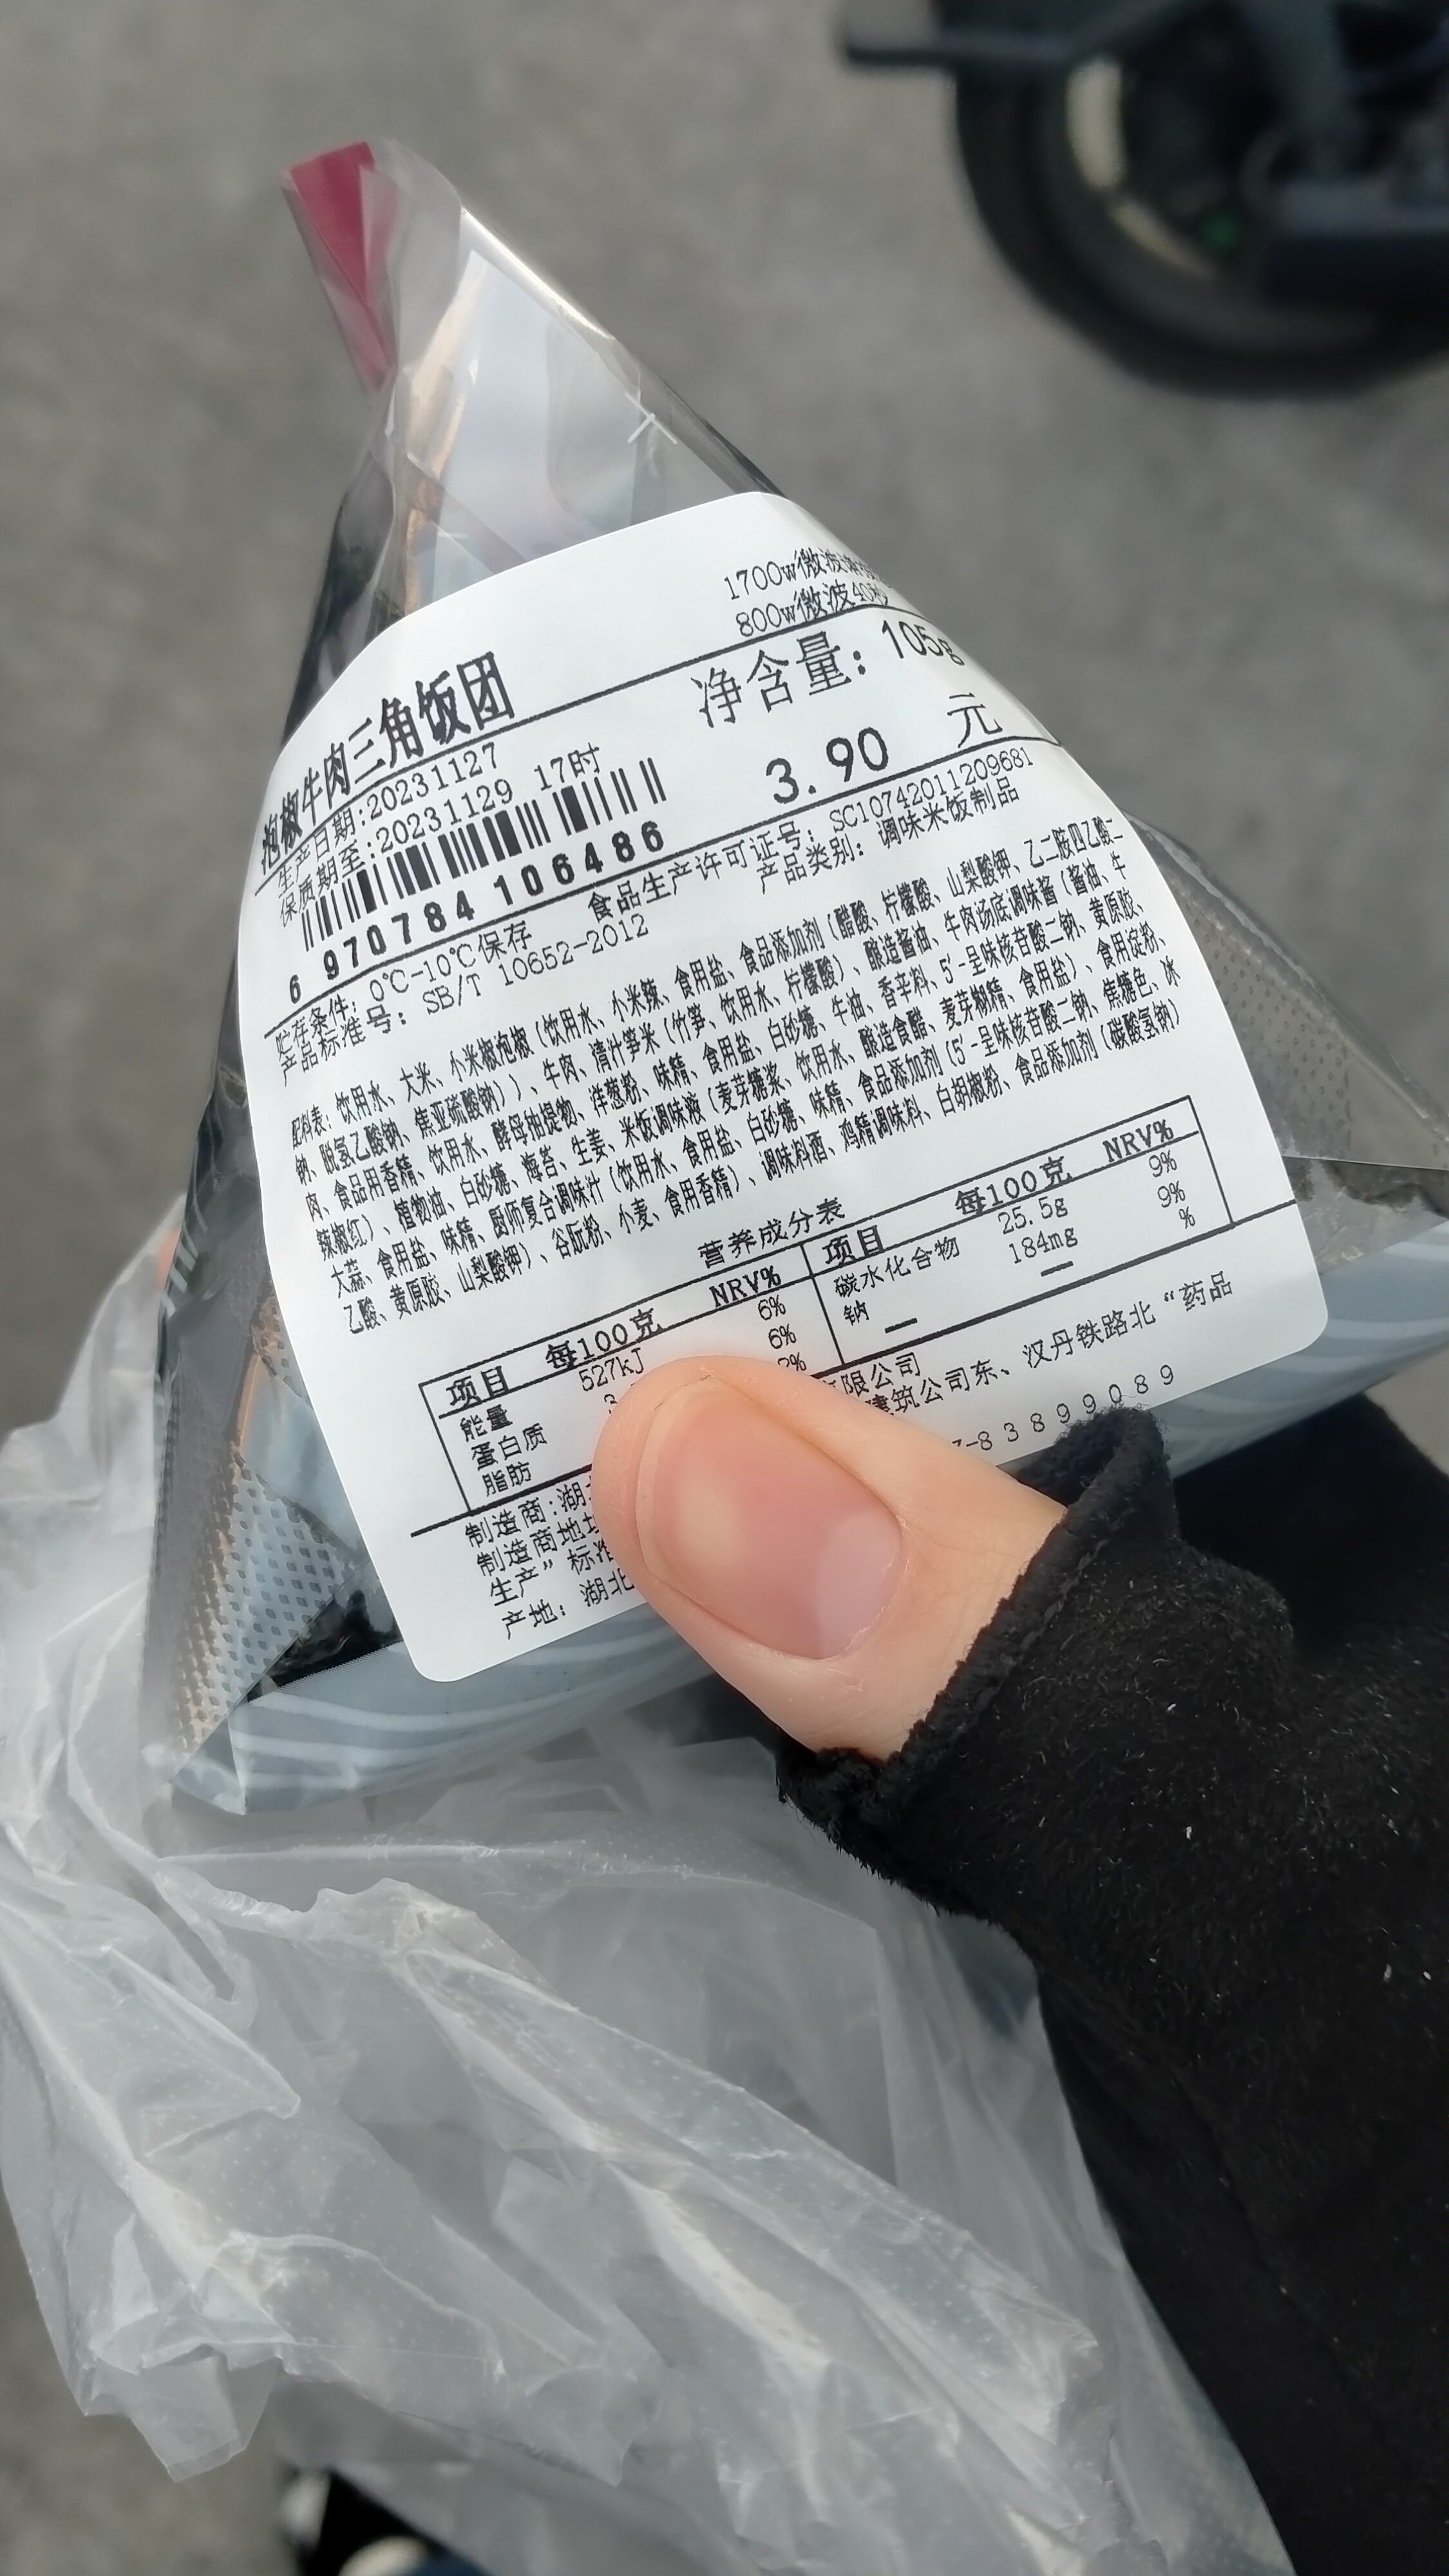 1700w微波
800w微波40秒
泡椒牛肉三角饭团
净含量: 105g
生产日期:20231127
保质期至:20231129 17时
3.90 元
6 970784 106486
食品生产许可证号: SC10742011209681
贮存条件: 0℃-10℃保存
产品类别: 调味米饭制品
产品标准号: SB/T 10652-2012
配料表: 饮用水、大米、小米椒泡椒 (饮用水、小米辣、食用盐、食品添加剂 (醋酸、柠檬酸、山梨酸钾、乙二胺四乙酸二
钠、脱氢乙酸钠、焦亚硫酸钠))、牛肉、清汁笋米 (竹笋、饮用水、柠檬酸)、酿造酱油、牛肉汤底调味酱 (酱油、牛
肉、食品用香精、饮用水、酵母抽提物、洋葱粉、味精、食用盐、白砂糖、牛油、香辛料、5'-呈味核苷酸二钠、黄原胶、
辣椒红)、植物油、白砂糖、海苔、生姜、米饭调味液 (麦芽糖浆、饮用水、酿造食醋、麦芽糊精、食用盐)、食用淀粉、
大蒜、食用盐、味精、厨师复合调味汁 (饮用水、食用盐、白砂糖、味精、食品添加剂 (5'-呈味核苷酸二钠、焦糖色、冰
乙酸、黄原胶、山梨酸钾)、谷朊粉、小麦、食用香精)、调味料酒、鸡精调味料、白胡椒粉、食品添加剂 (碳酸氢钠)
营养成分表
项目 每100克 NRV% 项目 每100克 NRV%
能量 527kJ 6% 碳水化合物 25.5g 9%
蛋白质 6% 钠 184mg 9%
脂肪 — — %
制造商:湖 有限公司
制造商地址 建筑公司东、汉丹铁路北“药品
生产”标准 -83899089
产地: 湖北